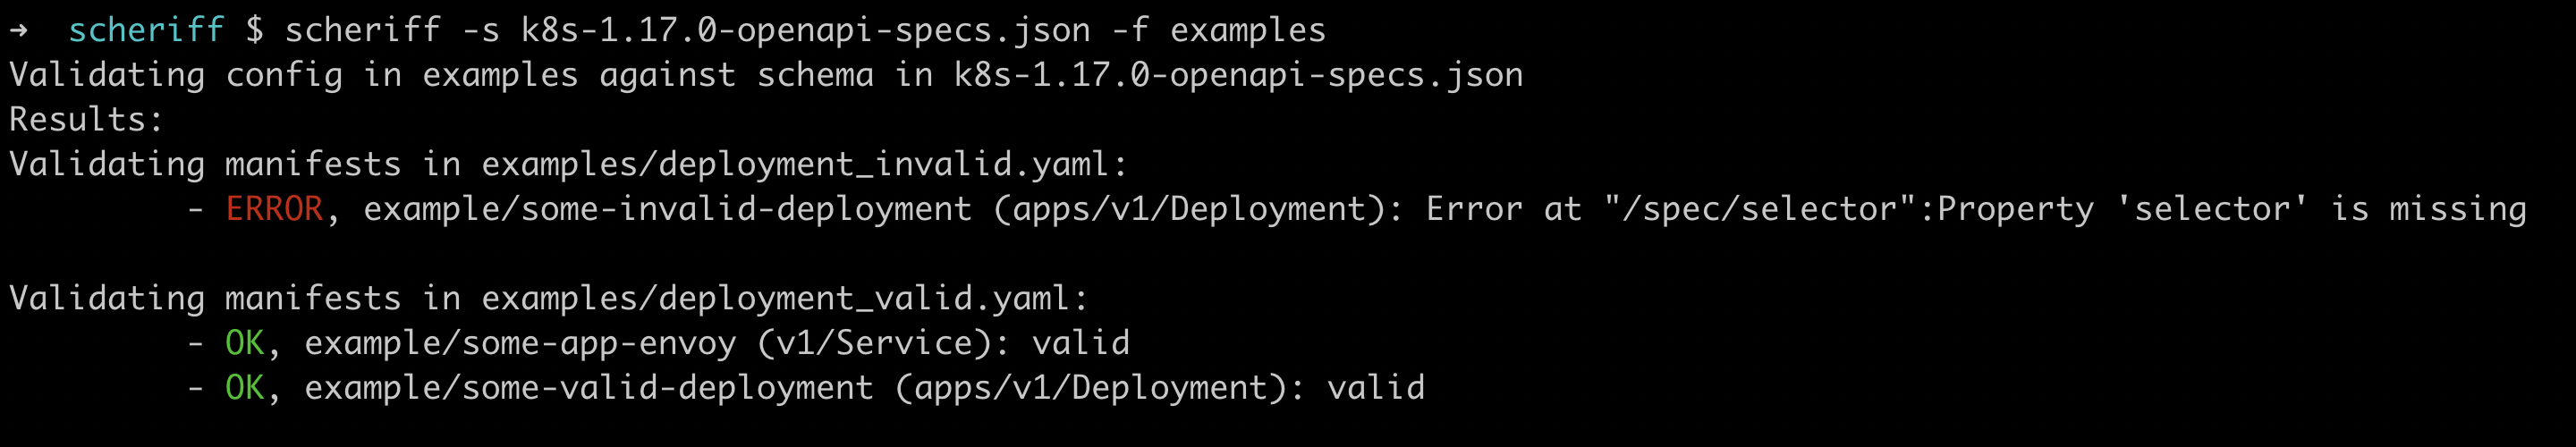 → scheriff $ scheriff -s k8s-1.17.0-openapi-specs.json -f examples
Validating config in examples against schema in k8s-1.17.0-openapi-specs.json
Results:
Validating manifests in examples/deployment_invalid.yaml:
- ERROR, example/some-invalid-deployment (apps/v1/Deployment): Error at "/spec/selector":Property 'selector' is missing
Validating manifests in examples/deployment_valid.yaml:
- OK, example/some-app-envoy (v1/Service): valid
- OK, example/some-valid-deployment (apps/v1/Deployment): valid